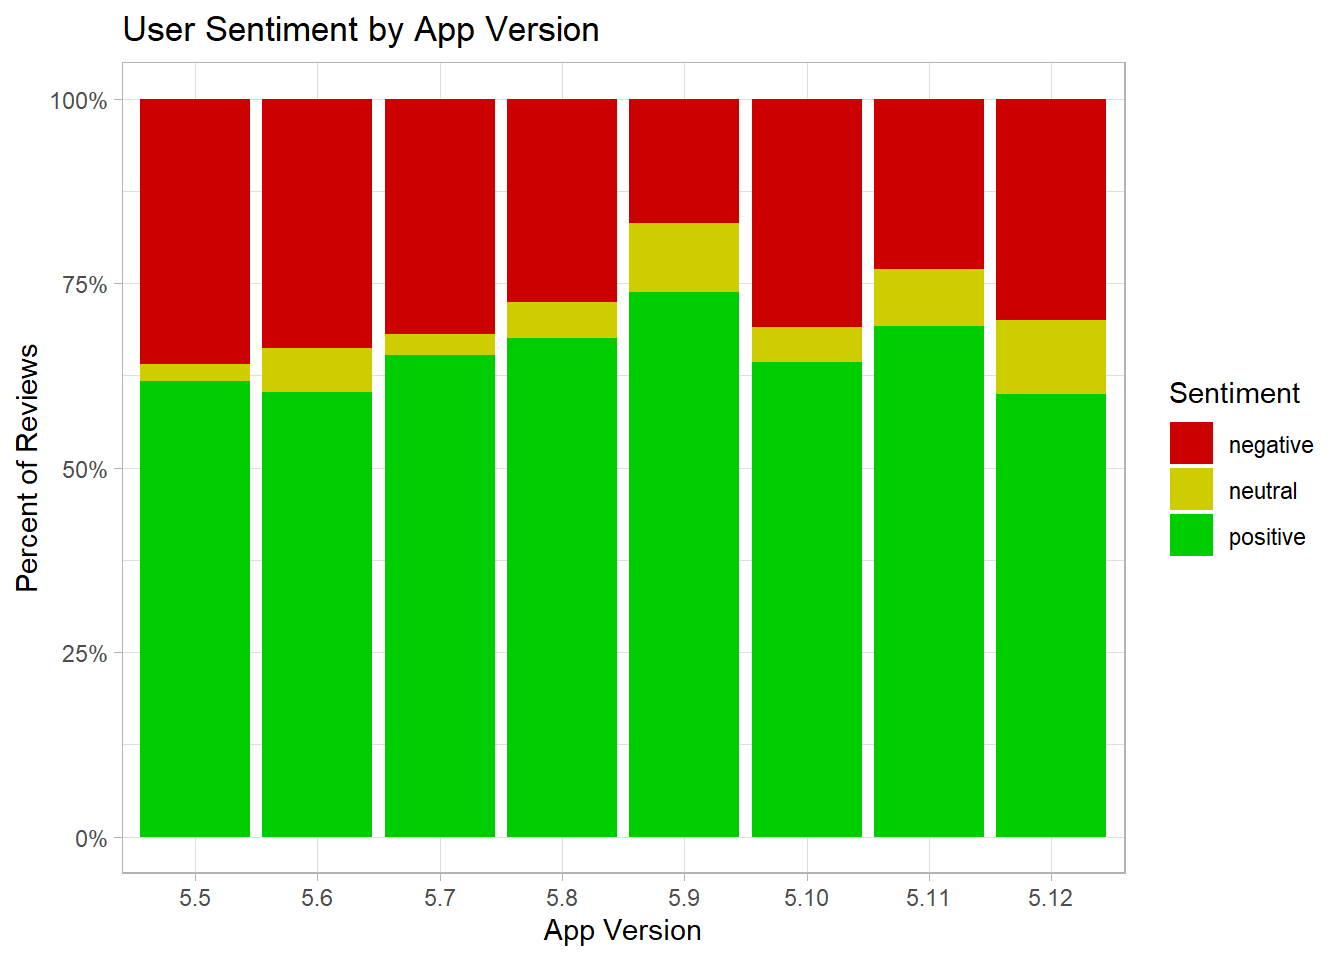 User Sentiment by App Version
100%
75%
50%
25%
0%
Percent of Reviews
5.5 5.6 5.7 5.8 5.9 5.10 5.11 5.12
App Version
Sentiment
negative
neutral
positive